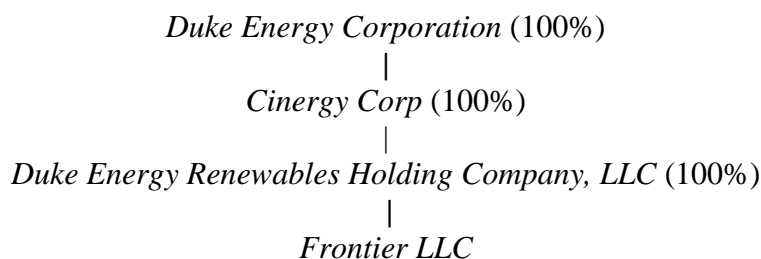 Duke Energy Corporation (100%)
Cinergy Corp (100%)
Duke Energy Renewables Holding Company, LLC (100%)
Frontier LLC